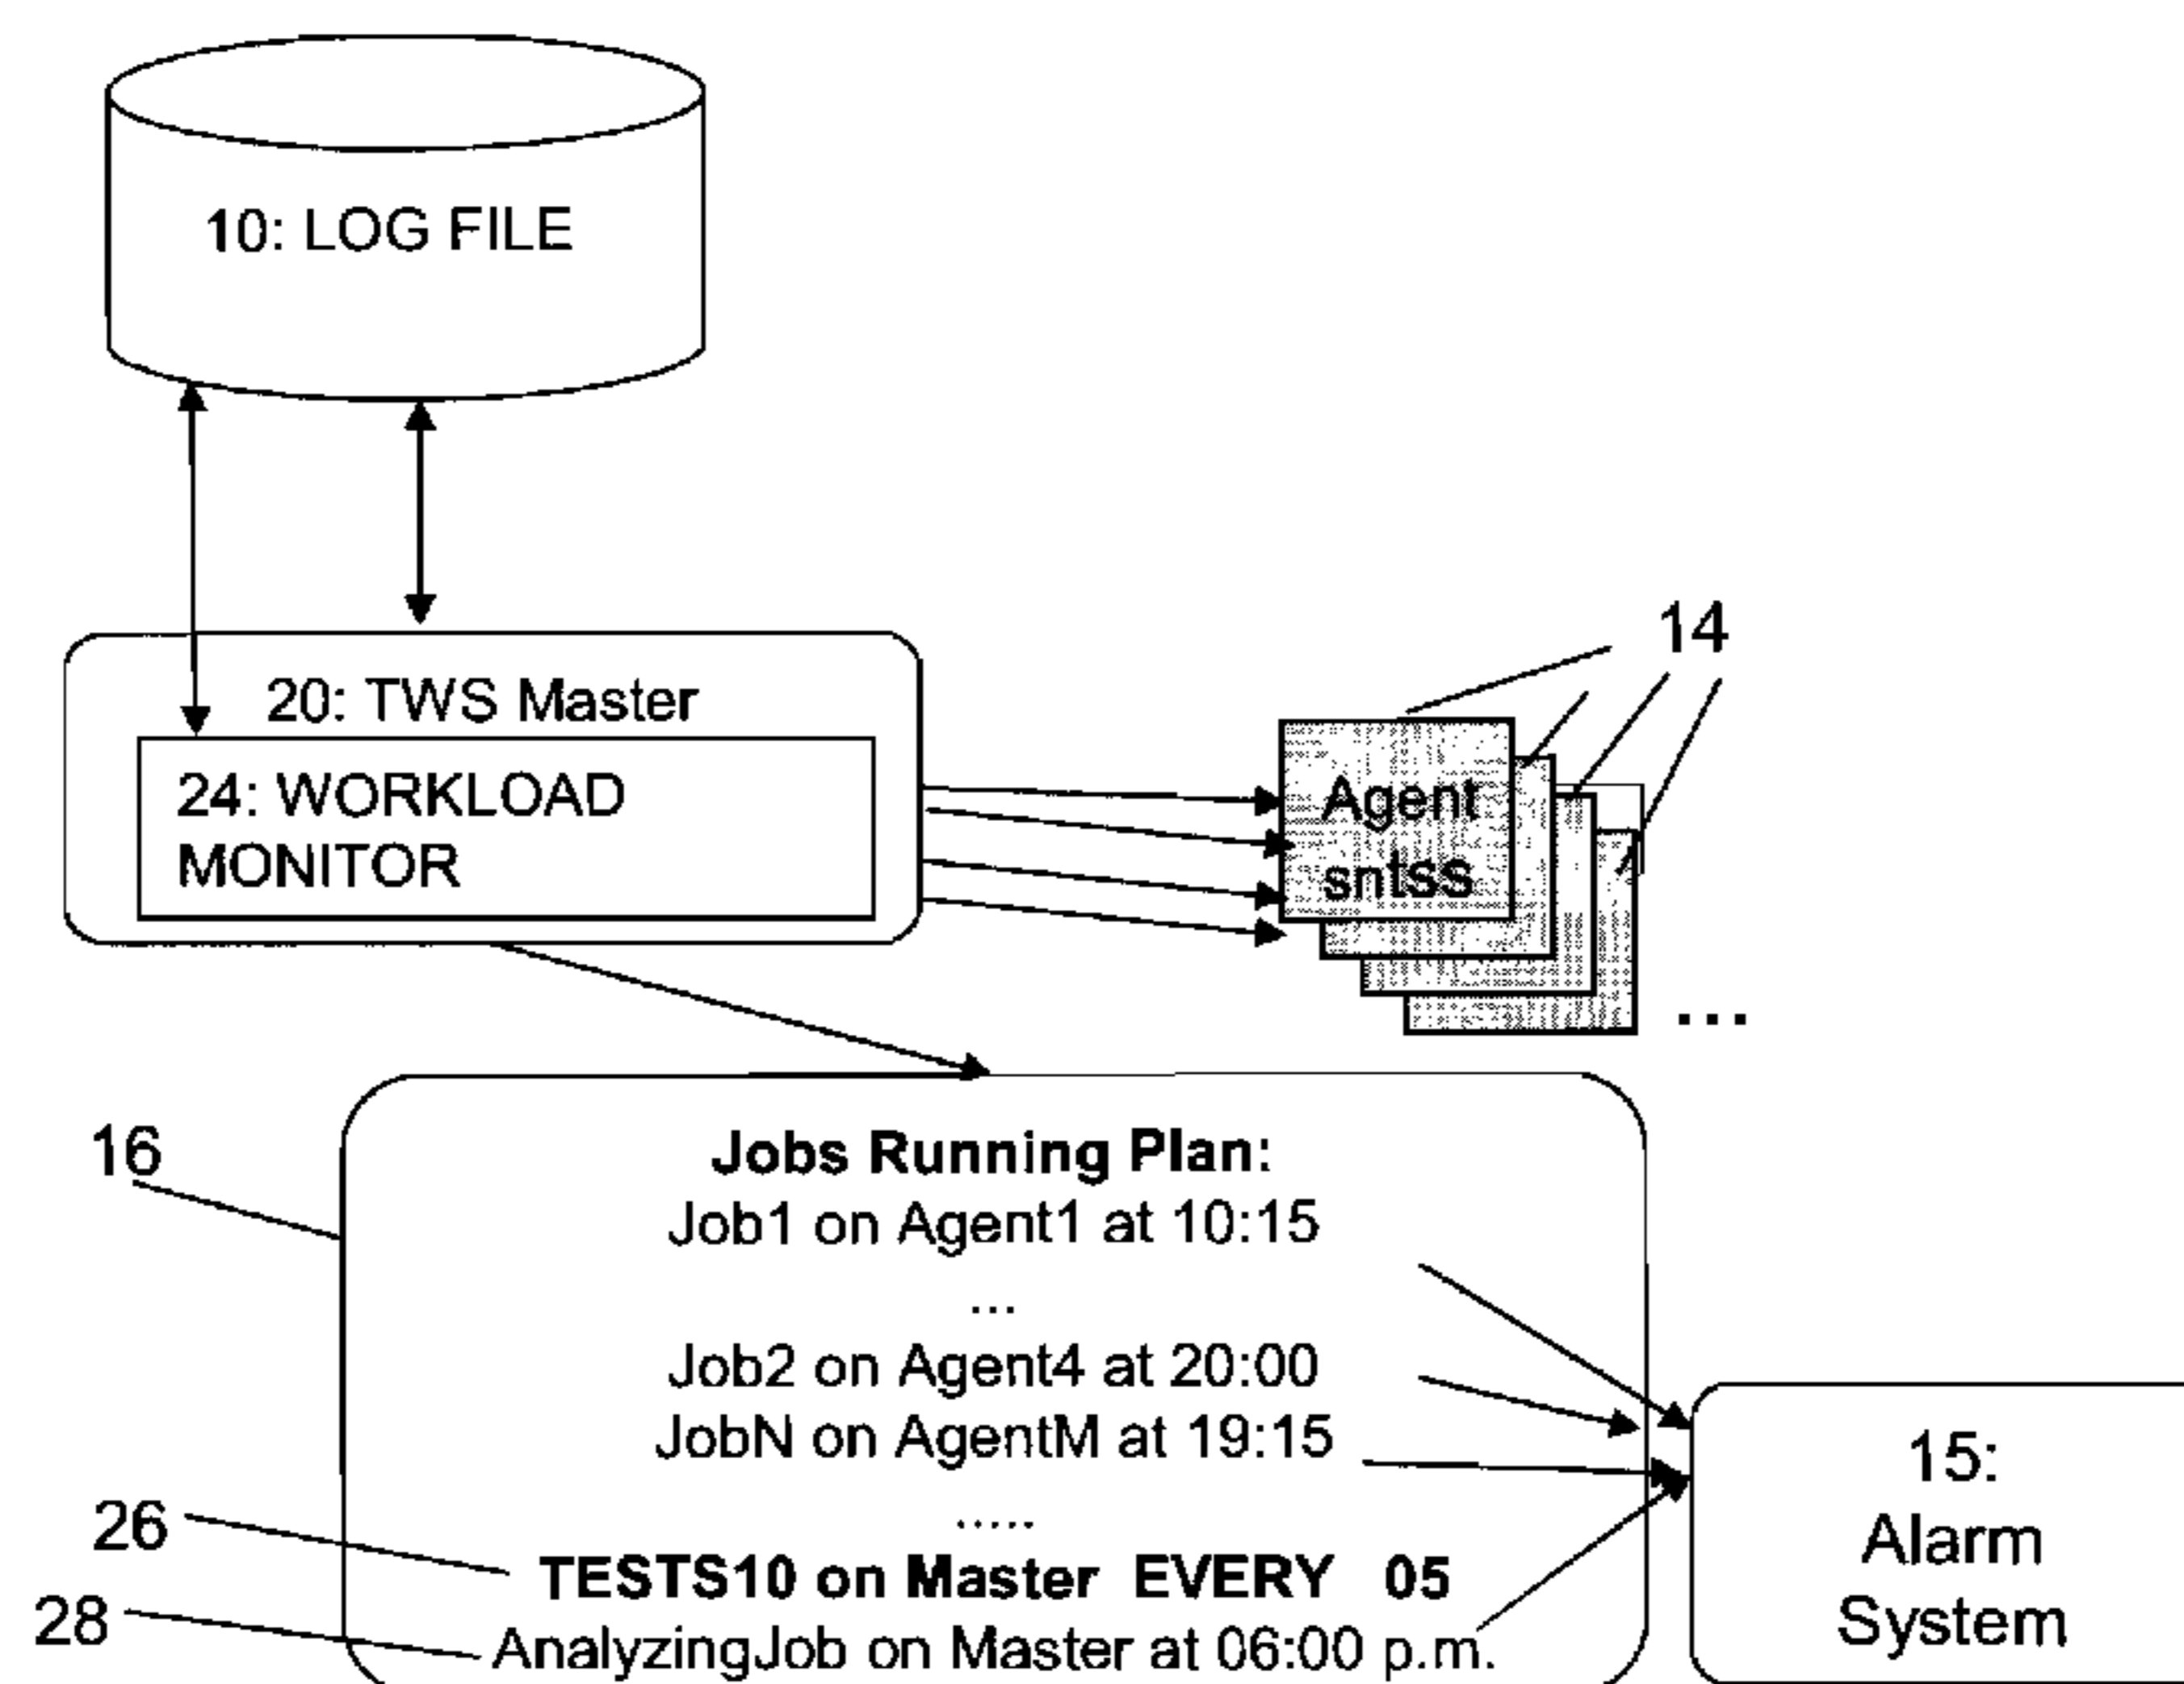 10: LOG FILE
20: TWS Master
24: WORKLOAD
MONITOR
14
Agent
sntss
...
16
Jobs Running Plan:
Job1 on Agent1 at 10:15
...
Job2 on Agent4 at 20:00
JobN on AgentM at 19:15
.....
26
TESTS10 on Master EVERY 05
28
AnalyzingJob on Master at 06:00 p.m.
15:
Alarm
System